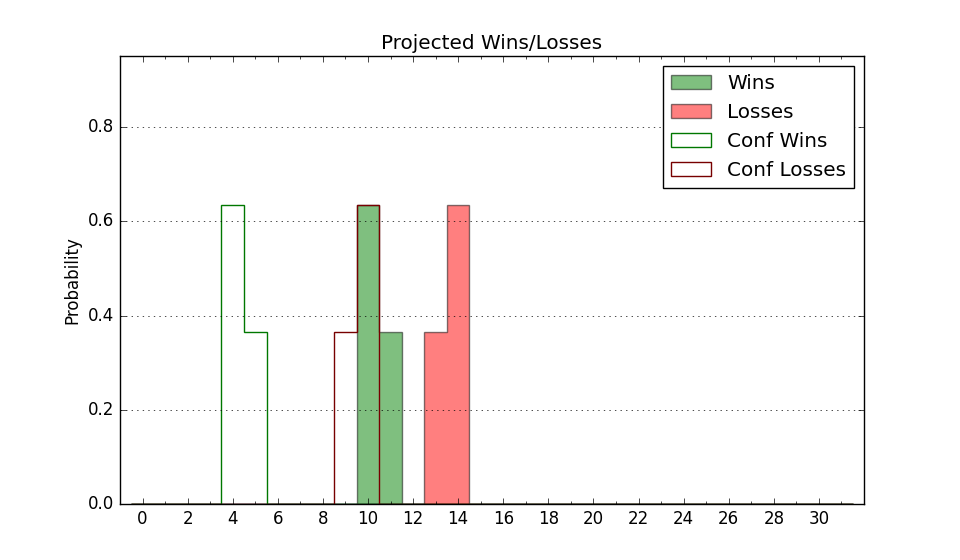 Projected Wins/Losses
Wins
Losses
Conf Wins
Conf Losses
Probability
0.8
0.6
0.4
0.2
0.0
0 2 4 6 8 10 12 14 16 18 20 22 24 26 28 30